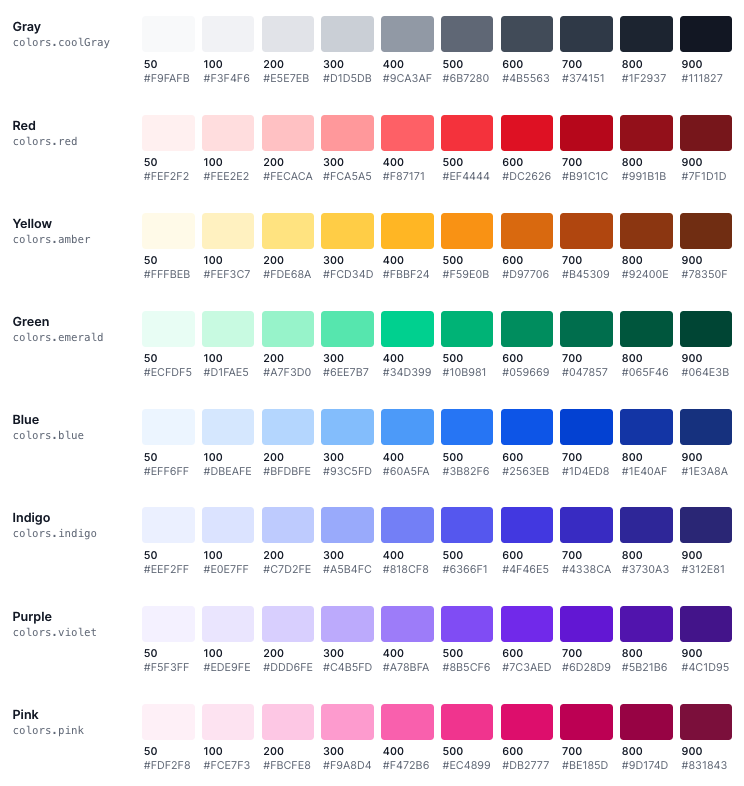 Gray
colors.coolGray
50 100 200 300 400 500 600 700 800 900
#F9FAFB #F3F4F6 #E5E7EB #D1D5DB #9CA3AF #6B7280 #4B5563 #374151 #1F2937 #111827
Red
colors.red
50 100 200 300 400 500 600 700 800 900
#FEF2F2 #FEE2E2 #FECACA #FCA5A5 #F87171 #EF4444 #DC2626 #B91C1C #991B1B #7F1D1D
Yellow
colors.amber
50 100 200 300 400 500 600 700 800 900
#FFFBEB #FEF3C7 #FDE68A #FCD34D #FBBF24 #F59E0B #D97706 #B45309 #92400E #78350F
Green
colors.emerald
50 100 200 300 400 500 600 700 800 900
#ECFDF5 #D1FAE5 #A7F3D0 #6EE7B7 #34D399 #10B981 #059669 #047857 #065F46 #064E3B
Blue
colors.blue
50 100 200 300 400 500 600 700 800 900
#EFF6FF #DBEAFE #BFDBFE #93C5FD #60A5FA #3B82F6 #2563EB #1D4ED8 #1E40AF #1E3A8A
Indigo
colors.indigo
50 100 200 300 400 500 600 700 800 900
#EEF2FF #E0E7FF #C7D2FE #A5B4FC #818CF8 #6366F1 #4F46E5 #4338CA #3730A3 #312E81
Purple
colors.violet
50 100 200 300 400 500 600 700 800 900
#F5F3FF #EDE9FE #DDD6FE #C4B5FD #A78BFA #8B5CF6 #7C3AED #6D28D9 #5B21B6 #4C1D95
Pink
colors.pink
50 100 200 300 400 500 600 700 800 900
#FDF2F8 #FCE7F3 #FBCFE8 #F9A8D4 #F472B6 #EC4899 #DB2777 #BE185D #9D174D #831843